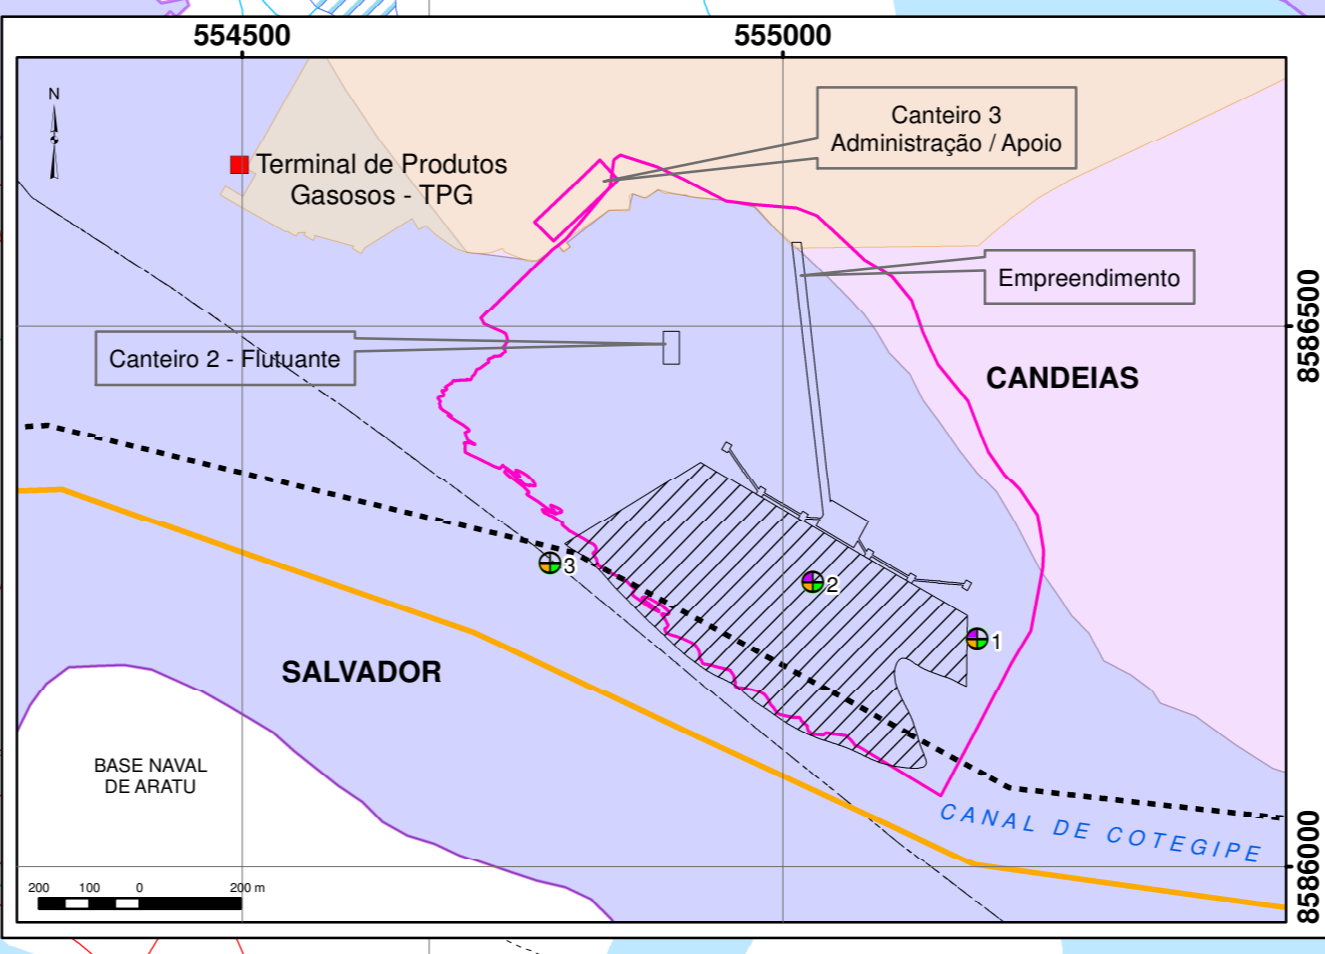 554500
555000
N
Canteiro 3
Administração / Apoio
Terminal de Produtos
Gasosos - TPG
Empreendimento
8586500
Canteiro 2 - Flutuante
CANDEIAS
3
2
1
SALVADOR
BASE NAVAL
DE ARATU
CANAL DE COTEGIPE
8586000
200 100 0 200 m